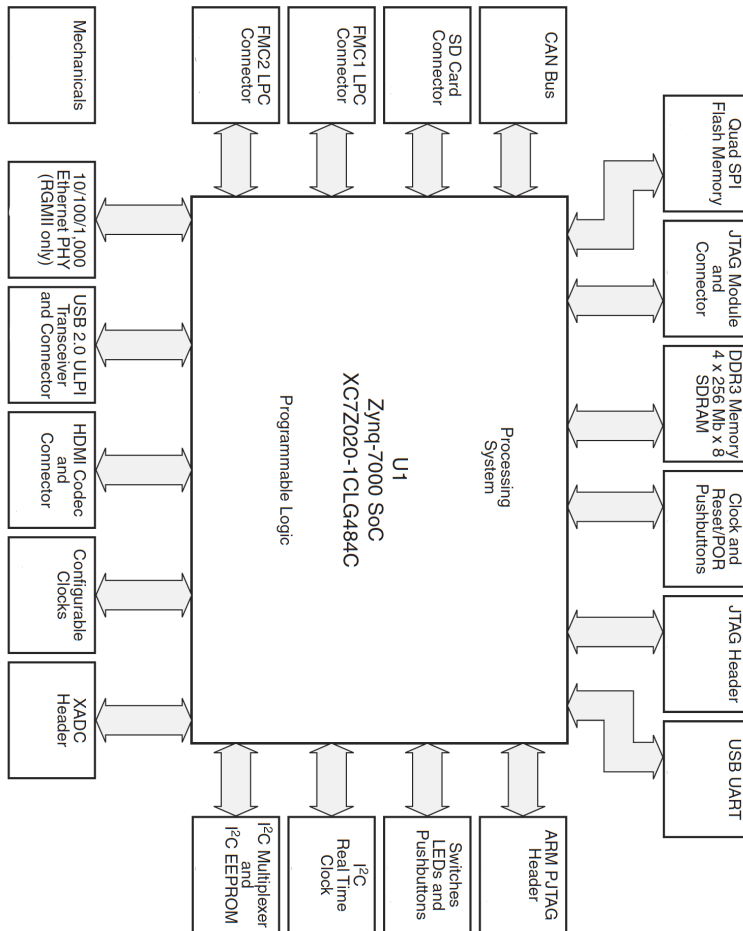 Quad SPI
Flash Memory
JTAG Module
and
Connector
DDR3 Memory
4 x 256 Mb x 8
SDRAM
Clock and
Reset/POR
Pushbuttons
JTAG Header
USB UART
CAN Bus
SD Card
Connector
FMC1 LPC
Connector
FMC2 LPC
Connector
Processing
System
U1
Zynq-7000 SoC
XC7Z020-1CLG484C
Programmable Logic
ARM PJTAG
Header
Switches
LEDs and
Pushbuttons
I²C
Real Time
Clock
I²C Multiplexer
and
I²C EEPROM
Mechanicals
10/100/1,000
Ethernet PHY
(RGMII only)
USB 2.0 ULPI
Transceiver
and Connector
HDMI Codec
and
Connector
Configurable
Clocks
XADC
Header